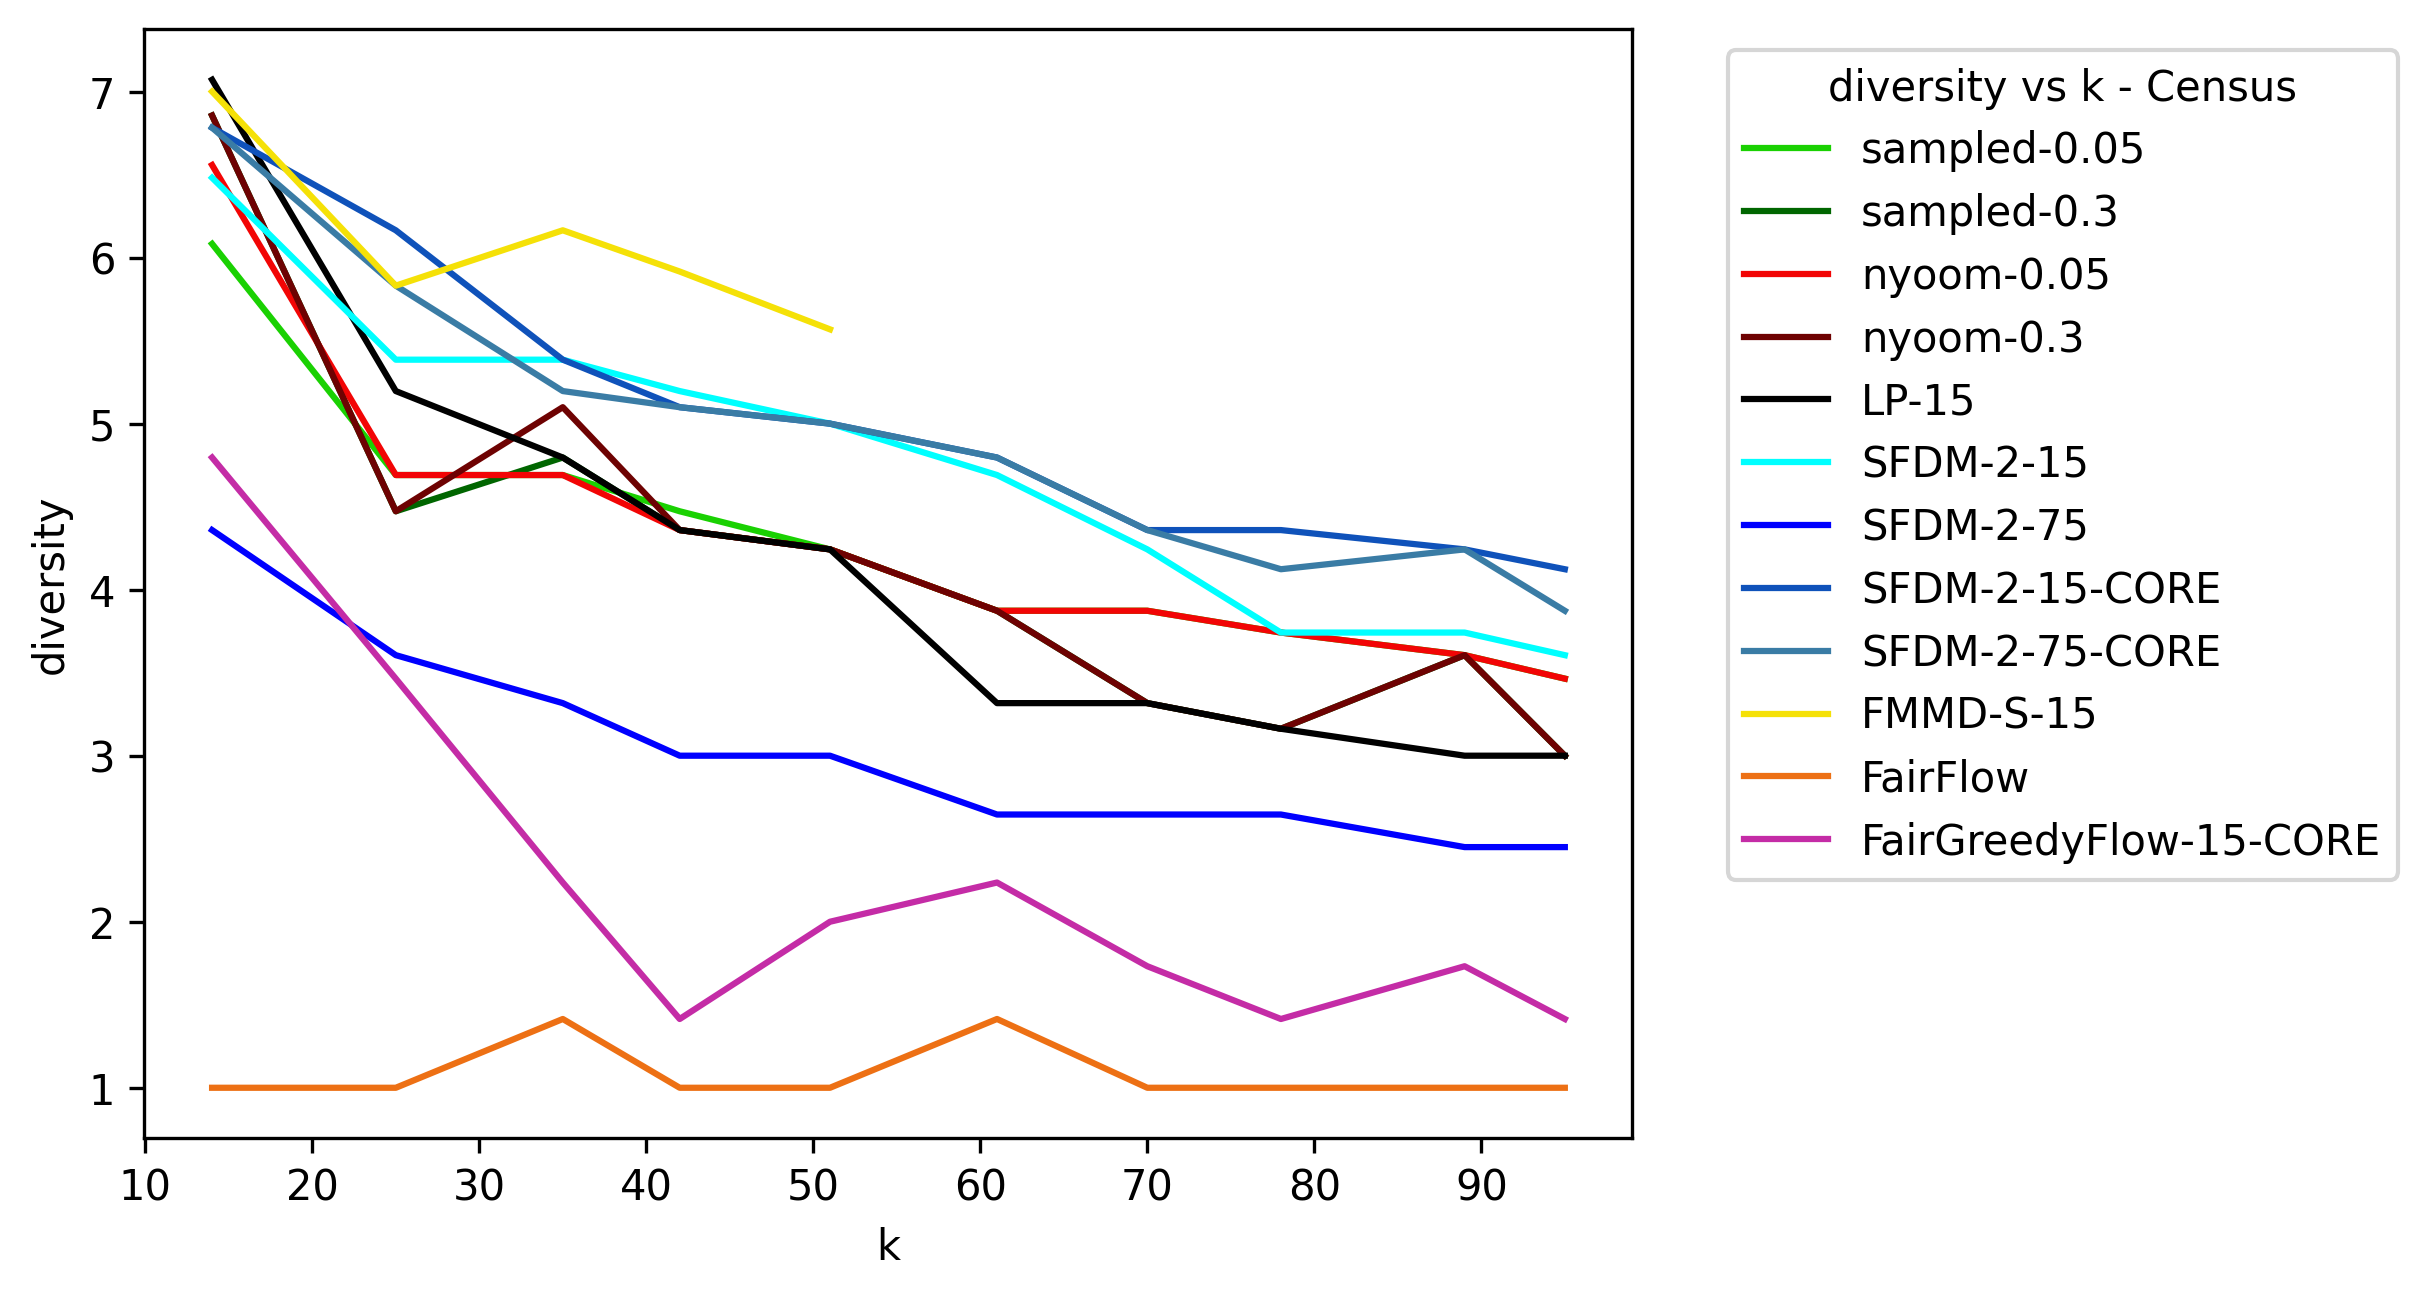 7
6
5
4
3
2
1
diversity
10 20 30 40 50 60 70 80 90
k
diversity vs k - Census
sampled-0.05
sampled-0.3
nyoom-0.05
nyoom-0.3
LP-15
SFDM-2-15
SFDM-2-75
SFDM-2-15-CORE
SFDM-2-75-CORE
FMMD-S-15
FairFlow
FairGreedyFlow-15-CORE